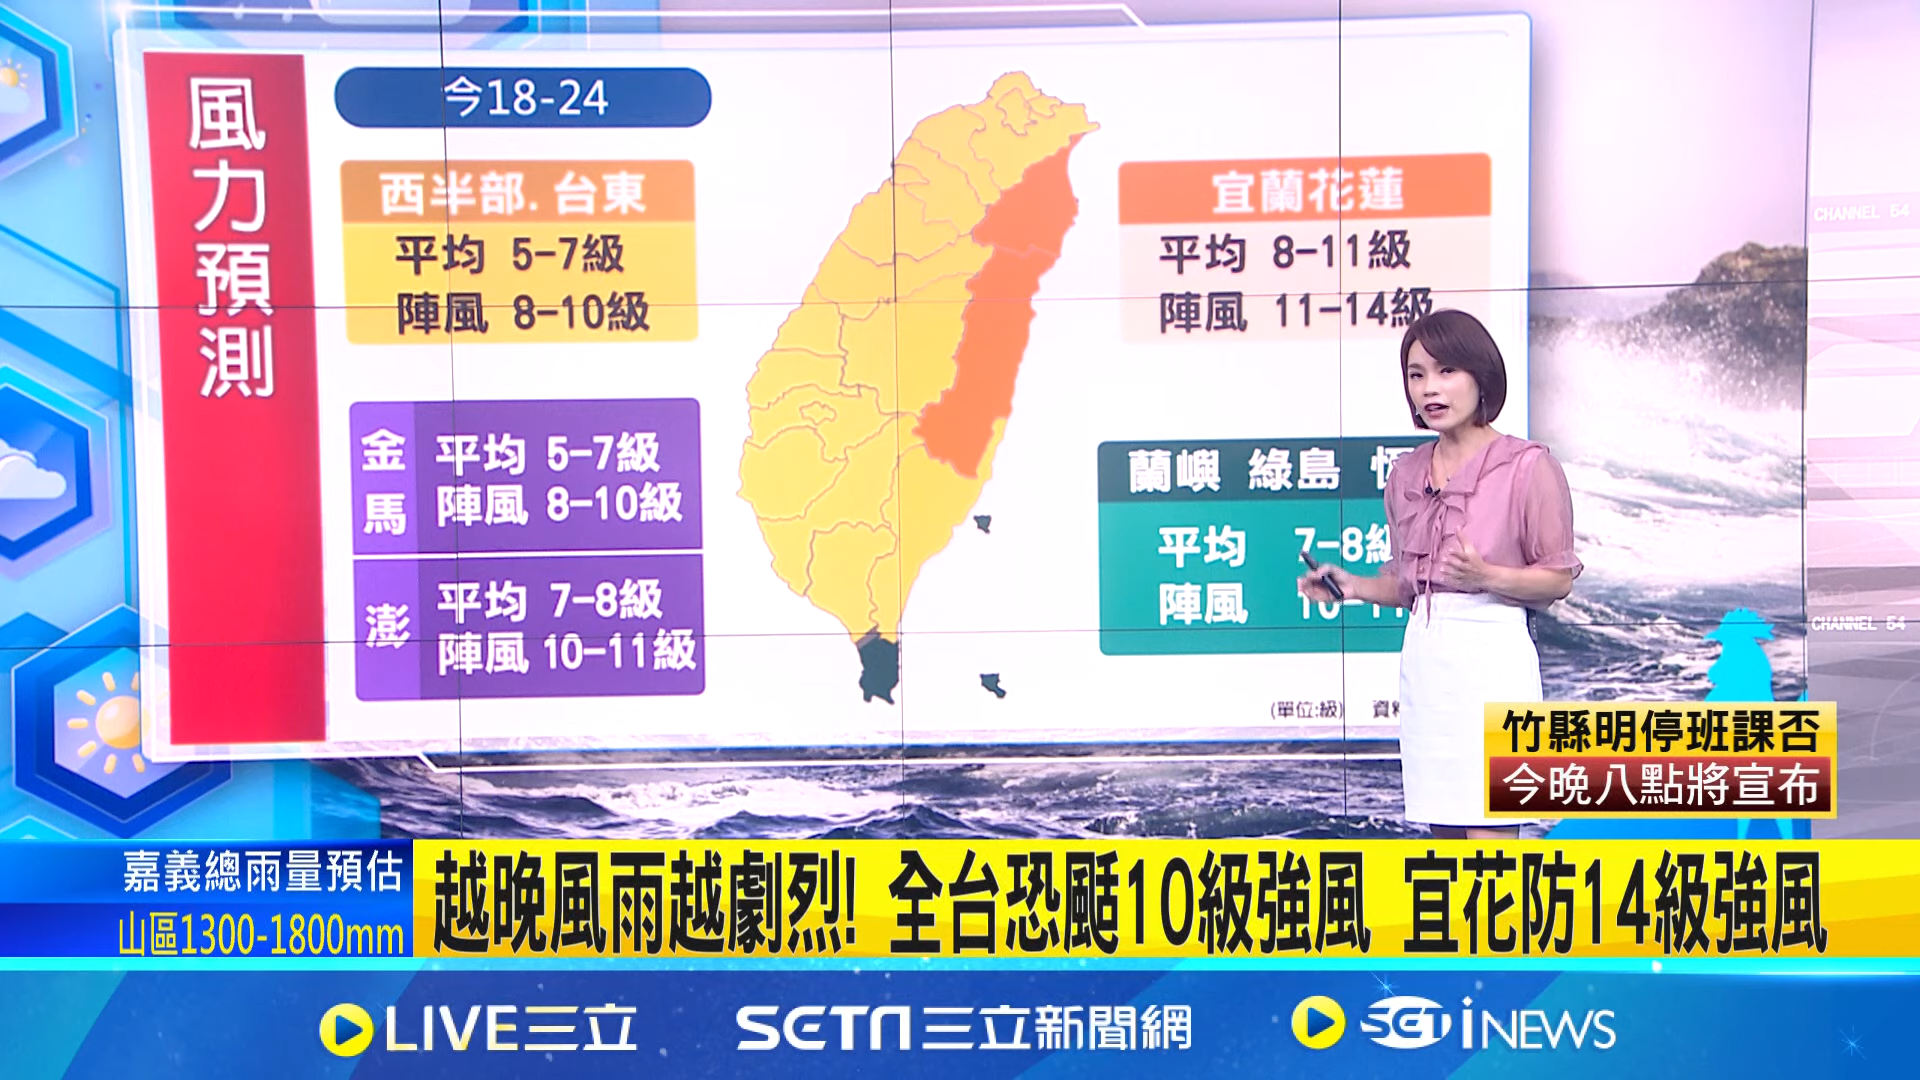 風力預測
今18-24
西半部.台東
平均 5-7級
陣風 8-10級
宜蘭花蓮
平均 8-11級
陣風 11-14級
金馬
平均 5-7級
陣風 8-10級
澎
平均 7-8級
陣風 10-11級
蘭嶼 綠島
平均 7-8級
陣風
(單位:級)
CHANNEL 54
CHANNEL 54
竹縣明停班課否
今晚八點將宣布
嘉義總雨量預估
山區1300-1800mm
越晚風雨越劇烈! 全台恐颳10級強風 宜花防14級強風
LIVE三立
SETN三立新聞網
SET iNEWS